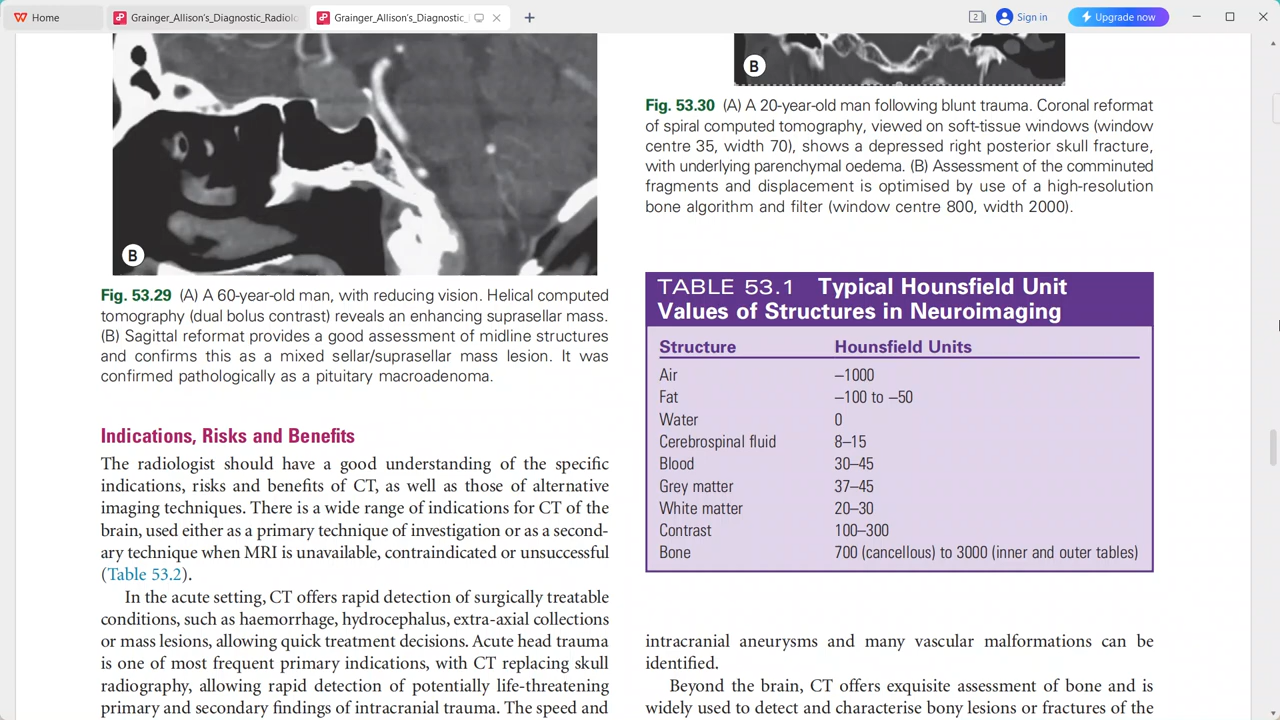 Home
Grainger_Allison's_Diagnostic_Radiolo
Grainger_Allison's_Diagnostic_
2
Sign in
Upgrade now
B
Fig. 53.29 (A) A 60-year-old man, with reducing vision. Helical computed
tomography (dual bolus contrast) reveals an enhancing suprasellar mass.
(B) Sagittal reformat provides a good assessment of midline structures
and confirms this as a mixed sellar/suprasellar mass lesion. It was
confirmed pathologically as a pituitary macroadenoma.
Indications, Risks and Benefits
The radiologist should have a good understanding of the specific
indications, risks and benefits of CT, as well as those of alternative
imaging techniques. There is a wide range of indications for CT of the
brain, used either as a primary technique of investigation or as a second-
ary technique when MRI is unavailable, contraindicated or unsuccessful
(Table 53.2).
In the acute setting, CT offers rapid detection of surgically treatable
conditions, such as haemorrhage, hydrocephalus, extra-axial collections
or mass lesions, allowing quick treatment decisions. Acute head trauma
is one of most frequent primary indications, with CT replacing skull
radiography, allowing rapid detection of potentially life-threatening
primary and secondary findings of intracranial trauma. The speed and
B
Fig. 53.30 (A) A 20-year-old man following blunt trauma. Coronal reformat
of spiral computed tomography, viewed on soft-tissue windows (window
centre 35, width 70), shows a depressed right posterior skull fracture,
with underlying parenchymal oedema. (B) Assessment of the comminuted
fragments and displacement is optimised by use of a high-resolution
bone algorithm and filter (window centre 800, width 2000).
TABLE 53.1 Typical Hounsfield Unit
Values of Structures in Neuroimaging
Structure Hounsfield Units
Air –1000
Fat –100 to –50
Water 0
Cerebrospinal fluid 8–15
Blood 30–45
Grey matter 37–45
White matter 20–30
Contrast 100–300
Bone 700 (cancellous) to 3000 (inner and outer tables)
intracranial aneurysms and many vascular malformations can be
identified.
Beyond the brain, CT offers exquisite assessment of bone and is
widely used to detect and characterise bony lesions or fractures of the